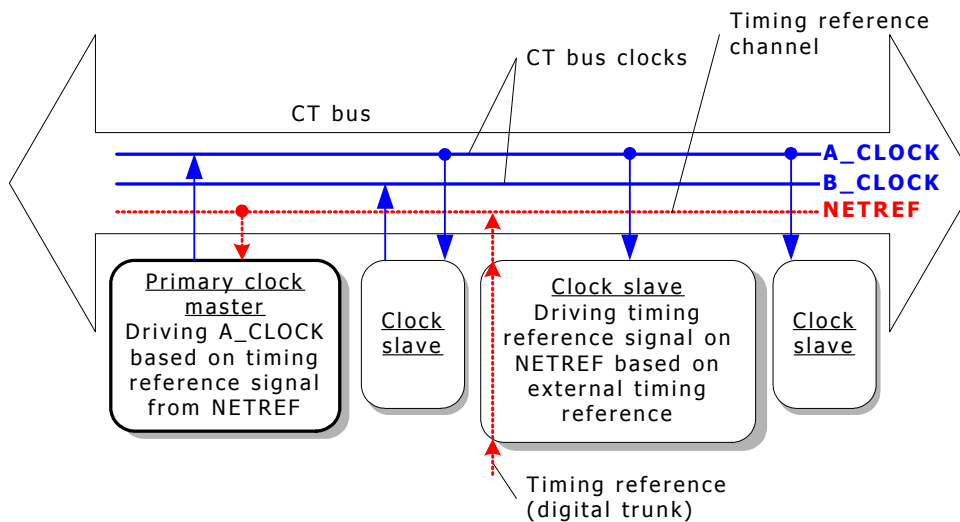 Timing reference
channel
CT bus clocks
CT bus
A_CLOCK
B_CLOCK
NETREF
Primary clock
master
Driving A_CLOCK
based on timing
reference signal
from NETREF
Clock
slave
Clock slave
Driving timing
reference signal on
NETREF based on
external timing
reference
Clock
slave
Timing reference
(digital trunk)